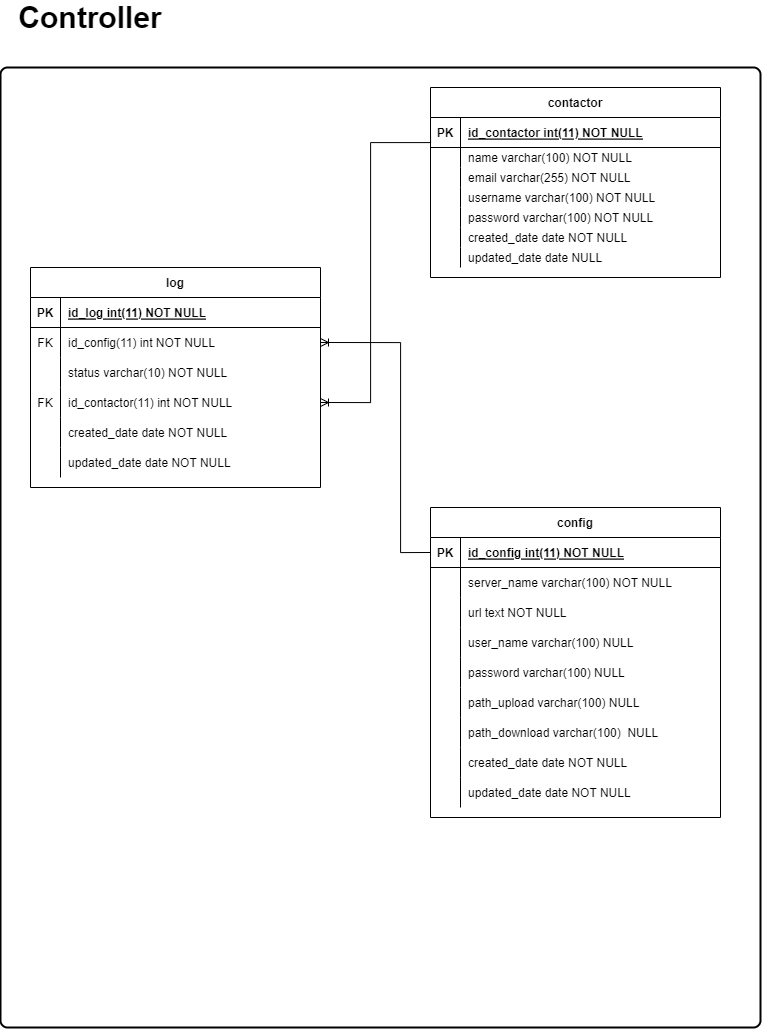 Controller
contactor
PK id_contactor int(11) NOT NULL
name varchar(100) NOT NULL
email varchar(255) NOT NULL
username varchar(100) NOT NULL
password varchar(100) NOT NULL
created_date date NOT NULL
updated_date date NULL
log
PK id_log int(11) NOT NULL
FK id_config(11) int NOT NULL
status varchar(10) NOT NULL
FK id_contactor(11) int NOT NULL
created_date date NOT NULL
updated_date date NOT NULL
config
PK id_config int(11) NOT NULL
server_name varchar(100) NOT NULL
url text NOT NULL
user_name varchar(100) NULL
password varchar(100) NULL
path_upload varchar(100) NULL
path_download varchar(100)  NULL
created_date date NOT NULL
updated_date date NOT NULL